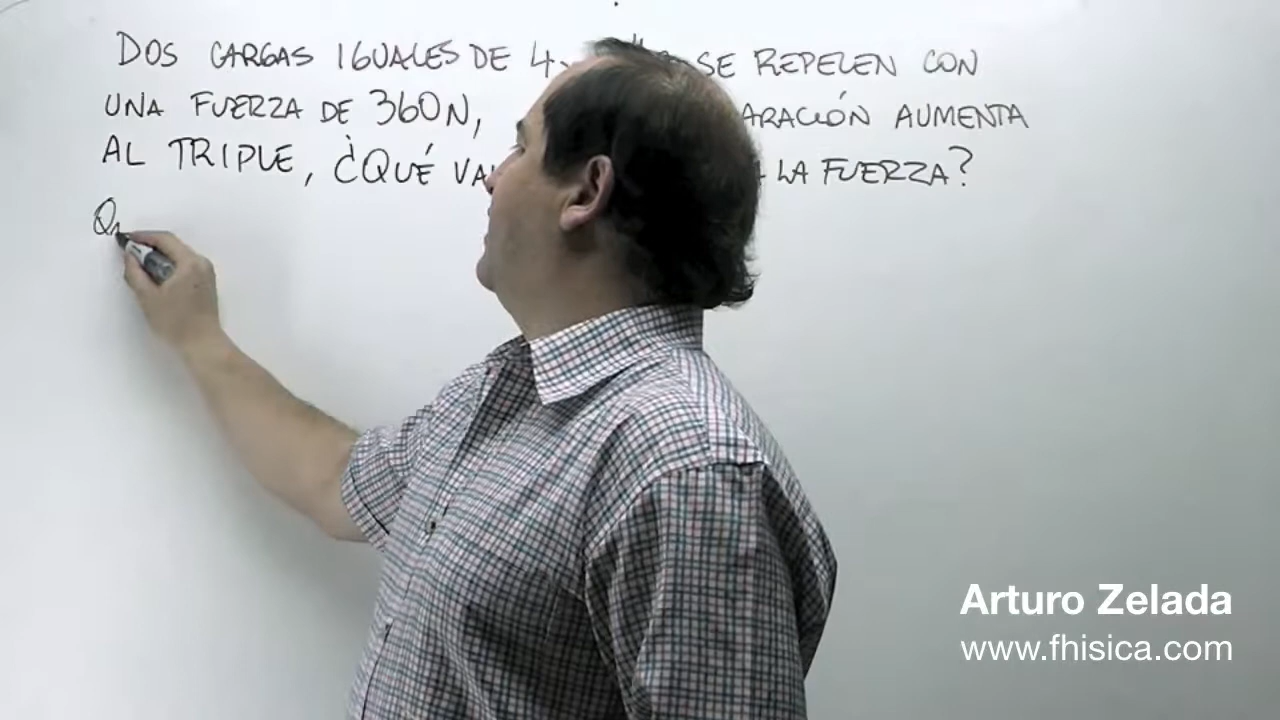 DOS CARGAS IGUALES DE 4 SE REPELEN CON
UNA FUERZA DE 360N, AUMENTA
AL TRIPLE, ¿QUÉ LA FUERZA?
Arturo Zelada
www.fhisica.com